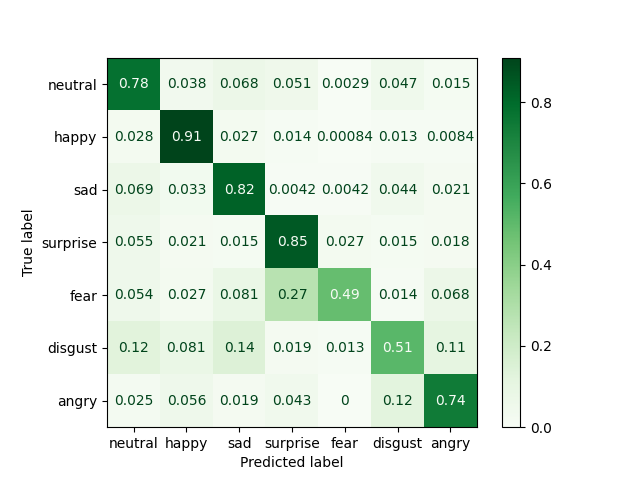 neutral 0.78 0.038 0.068 0.051 0.0029 0.047 0.015
happy 0.028 0.91 0.027 0.014 0.00084 0.013 0.0084
sad 0.069 0.033 0.82 0.0042 0.0042 0.044 0.021
surprise 0.055 0.021 0.015 0.85 0.027 0.015 0.018
fear 0.054 0.027 0.081 0.27 0.49 0.014 0.068
disgust 0.12 0.081 0.14 0.019 0.013 0.51 0.11
angry 0.025 0.056 0.019 0.043 0 0.12 0.74
neutral happy sad surprise fear disgust angry
Predicted label
True label
0.8
0.6
0.4
0.2
0.0